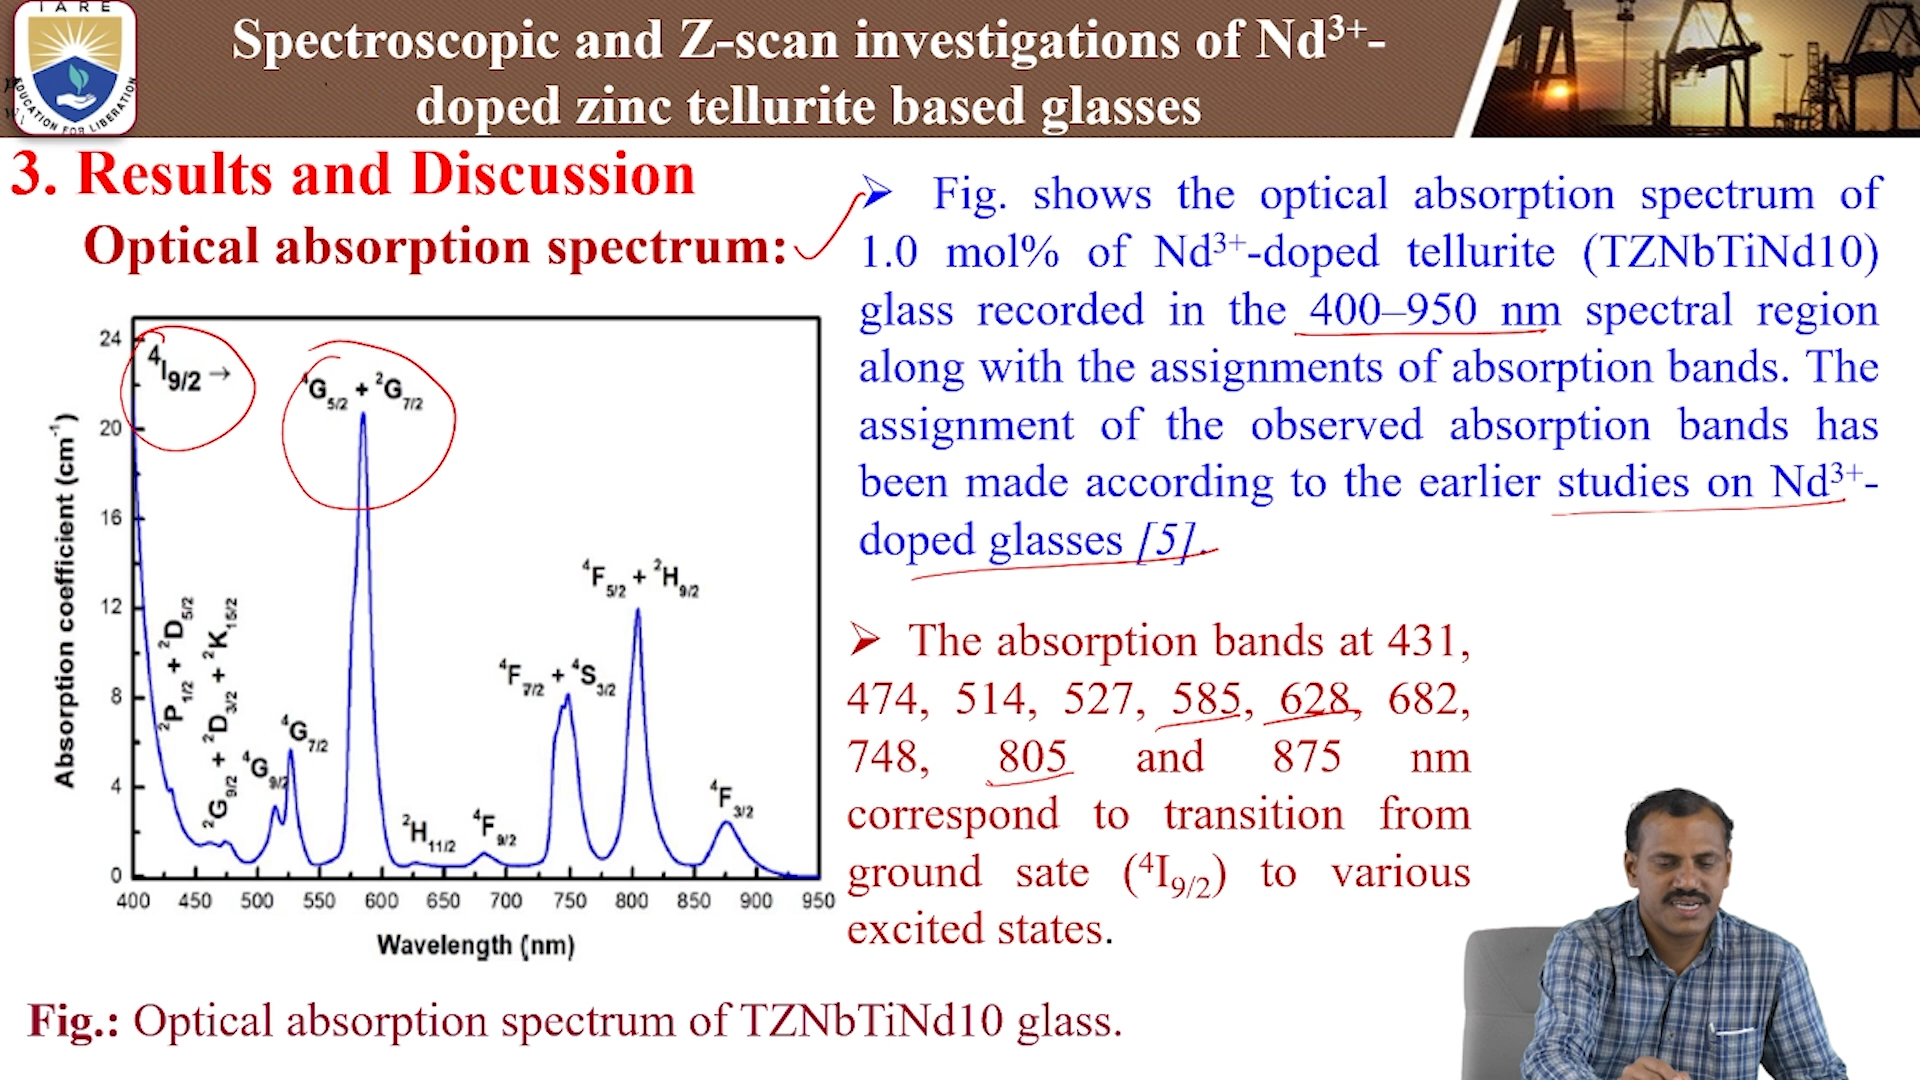 IARE
EDUCATION FOR LIBERATION
Spectroscopic and Z-scan investigations of Nd³⁺-
doped zinc tellurite based glasses
3. Results and Discussion
Optical absorption spectrum:
24
20
16
12
8
4
0
Absorption coefficient (cm⁻¹)
⁴I₉/₂ →
⁴G₅/₂ + ²G₇/₂
²P₁/₂ + ²D₅/₂
²G₉/₂ + ²D₃/₂ + ²K₁₅/₂
⁴G₉/₂
⁴G₇/₂
²H₁₁/₂
⁴F₉/₂
⁴F₇/₂ + ⁴S₃/₂
⁴F₅/₂ + ²H₉/₂
⁴F₃/₂
400 450 500 550 600 650 700 750 800 850 900 950
Wavelength (nm)
Fig.: Optical absorption spectrum of TZNbTiNd10 glass.
➢ Fig. shows the optical absorption spectrum of
1.0 mol% of Nd³⁺-doped tellurite (TZNbTiNd10)
glass recorded in the 400–950 nm spectral region
along with the assignments of absorption bands. The
assignment of the observed absorption bands has
been made according to the earlier studies on Nd³⁺-
doped glasses [5].
➢ The absorption bands at 431,
474, 514, 527, 585, 628, 682,
748, 805 and 875 nm
correspond to transition from
ground sate (⁴I₉/₂) to various
excited states.